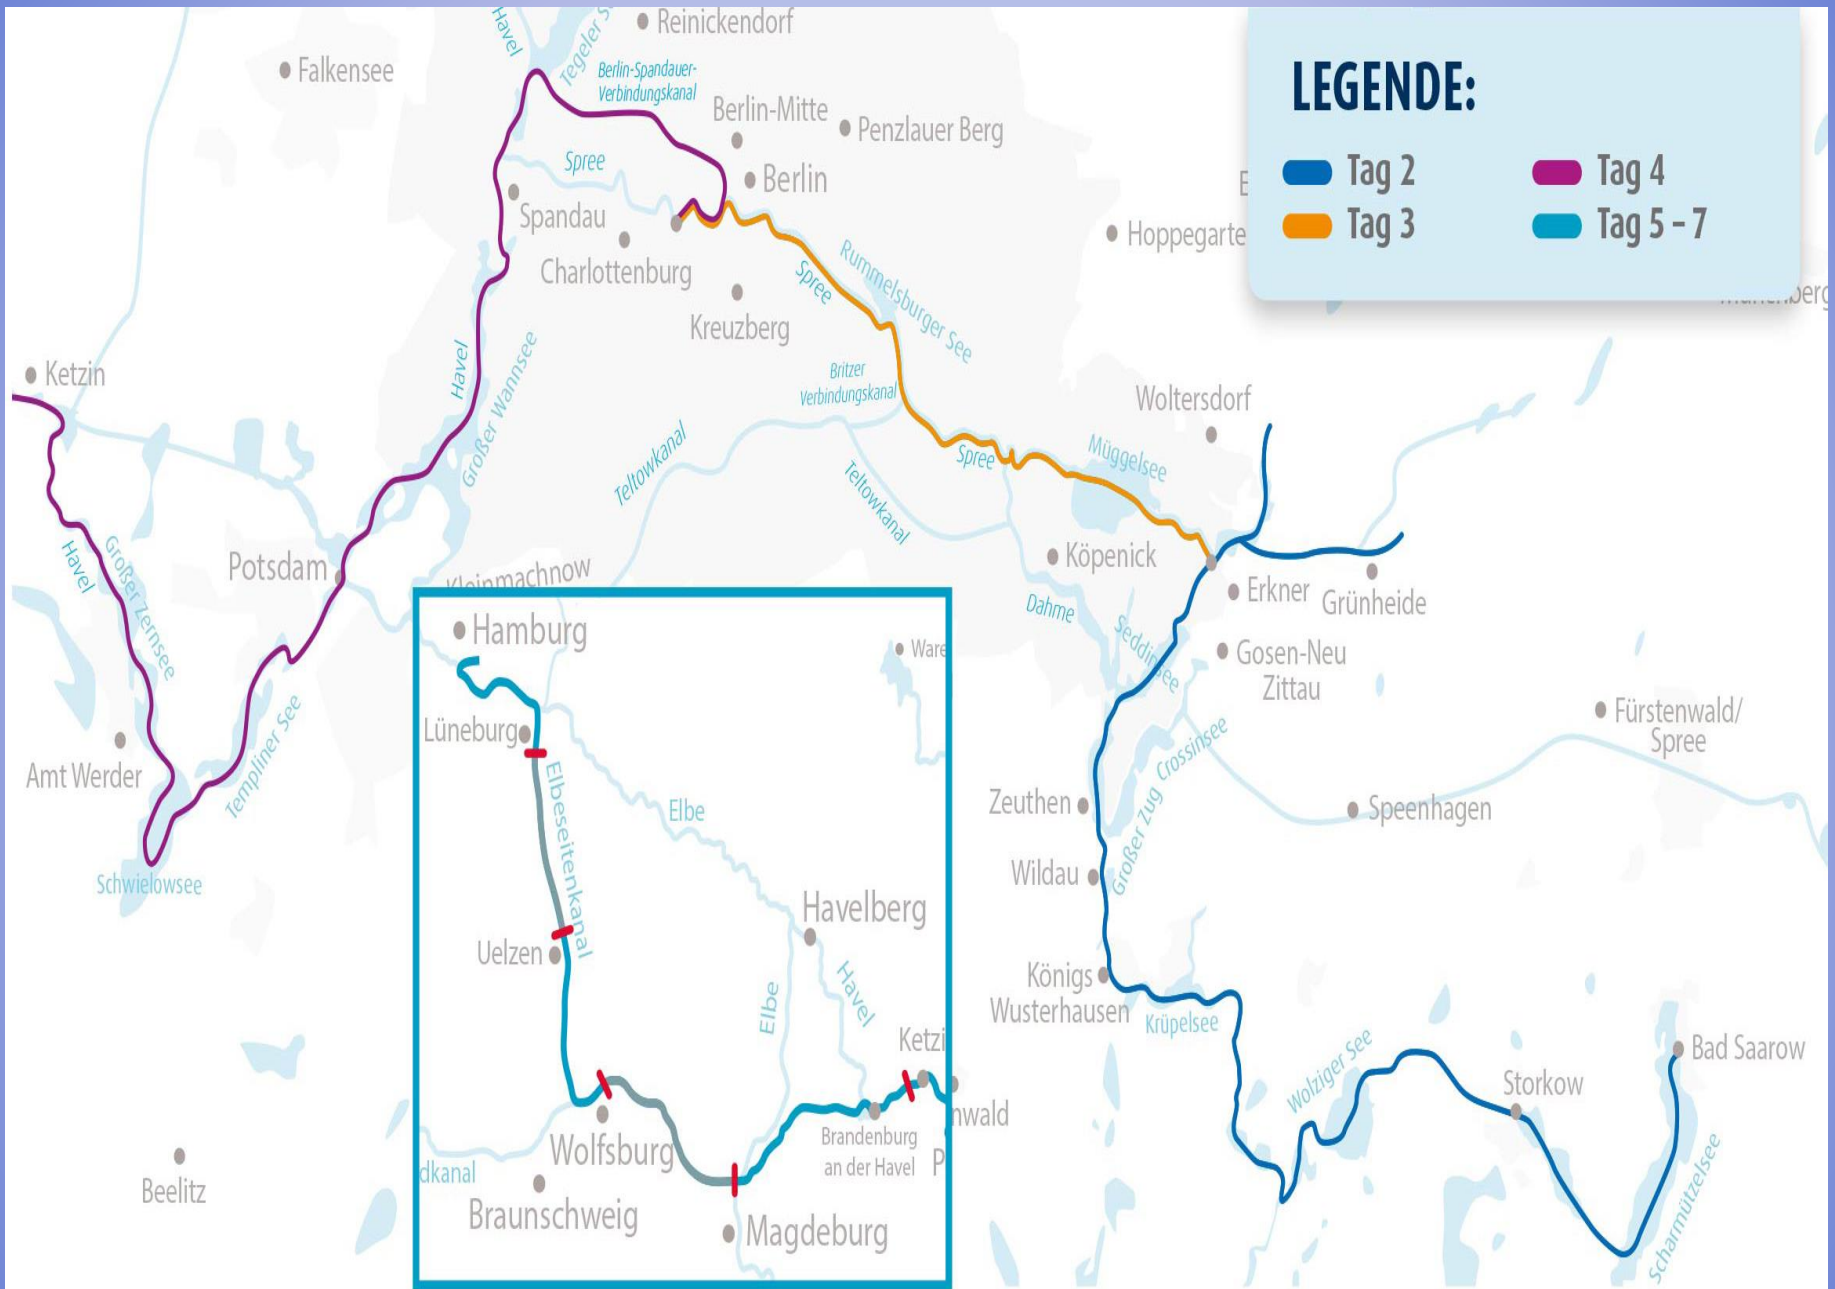 Havel
Tegeler
Reinickendorf
Falkensee
Berlin-Spandauer-
Verbindungskanal
Berlin-Mitte
Penzlauer Berg
Spree
Berlin
Spandau
Charlottenburg
Kreuzberg
Hoppegarte
Spree
Rummelsburger See
LEGENDE:
Tag 2
Tag 4
Tag 3
Tag 5 – 7
Ketzin
Havel
Großer Wannsee
Britzer
Verbindungskanal
Teltowkanal
Teltowkanal
Spree
Müggelsee
Woltersdorf
Havel
Großer Zernsee
Potsdam
Kleinmachnow
Köpenick
Erkner
Grünheide
Dahme
Seddinsee
Gosen-Neu
Zittau
Fürstenwald/
Spree
Amt Werder
Templiner See
Schwielowsee
Zeuthen
Großer Zug
Crossinsee
Speenhagen
Wildau
Königs
Wusterhausen
Krüpelsee
Wolziger See
Storkow
Bad Saarow
Scharmützelsee
Beelitz
Hamburg
Ware
Lüneburg
Elbeseitenkanal
Elbe
Havelberg
Uelzen
Elbe
Havel
Ketzi
nwald
Brandenburg
an der Havel
P
Wolfsburg
dkanal
Braunschweig
Magdeburg